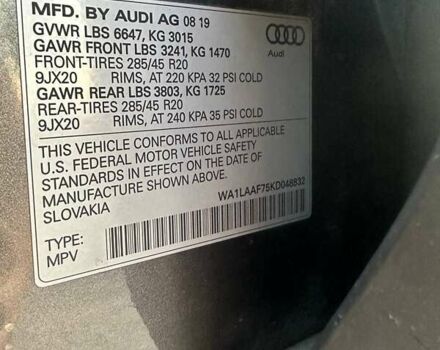 MFD. BY AUDI AG 08 19
GVWR LBS 6647, KG 3015
GAWR FRONT LBS 3241, KG 1470
FRONT-TIRES 285/45 R20
9JX20 RIMS, AT 220 KPA 32 PSI COLD
GAWR REAR LBS 3803, KG 1725
REAR-TIRES 285/45 R20
9JX20 RIMS, AT 240 KPA 35 PSI COLD
Audi
THIS VEHICLE CONFORMS TO ALL APPLICABLE
U.S. FEDERAL MOTOR VEHICLE SAFETY
STANDARDS IN EFFECT ON THE DATE OF
MANUFACTURE SHOWN ABOVE.
SLOVAKIA
WA1LAAF75KD046832
TYPE:
MPV